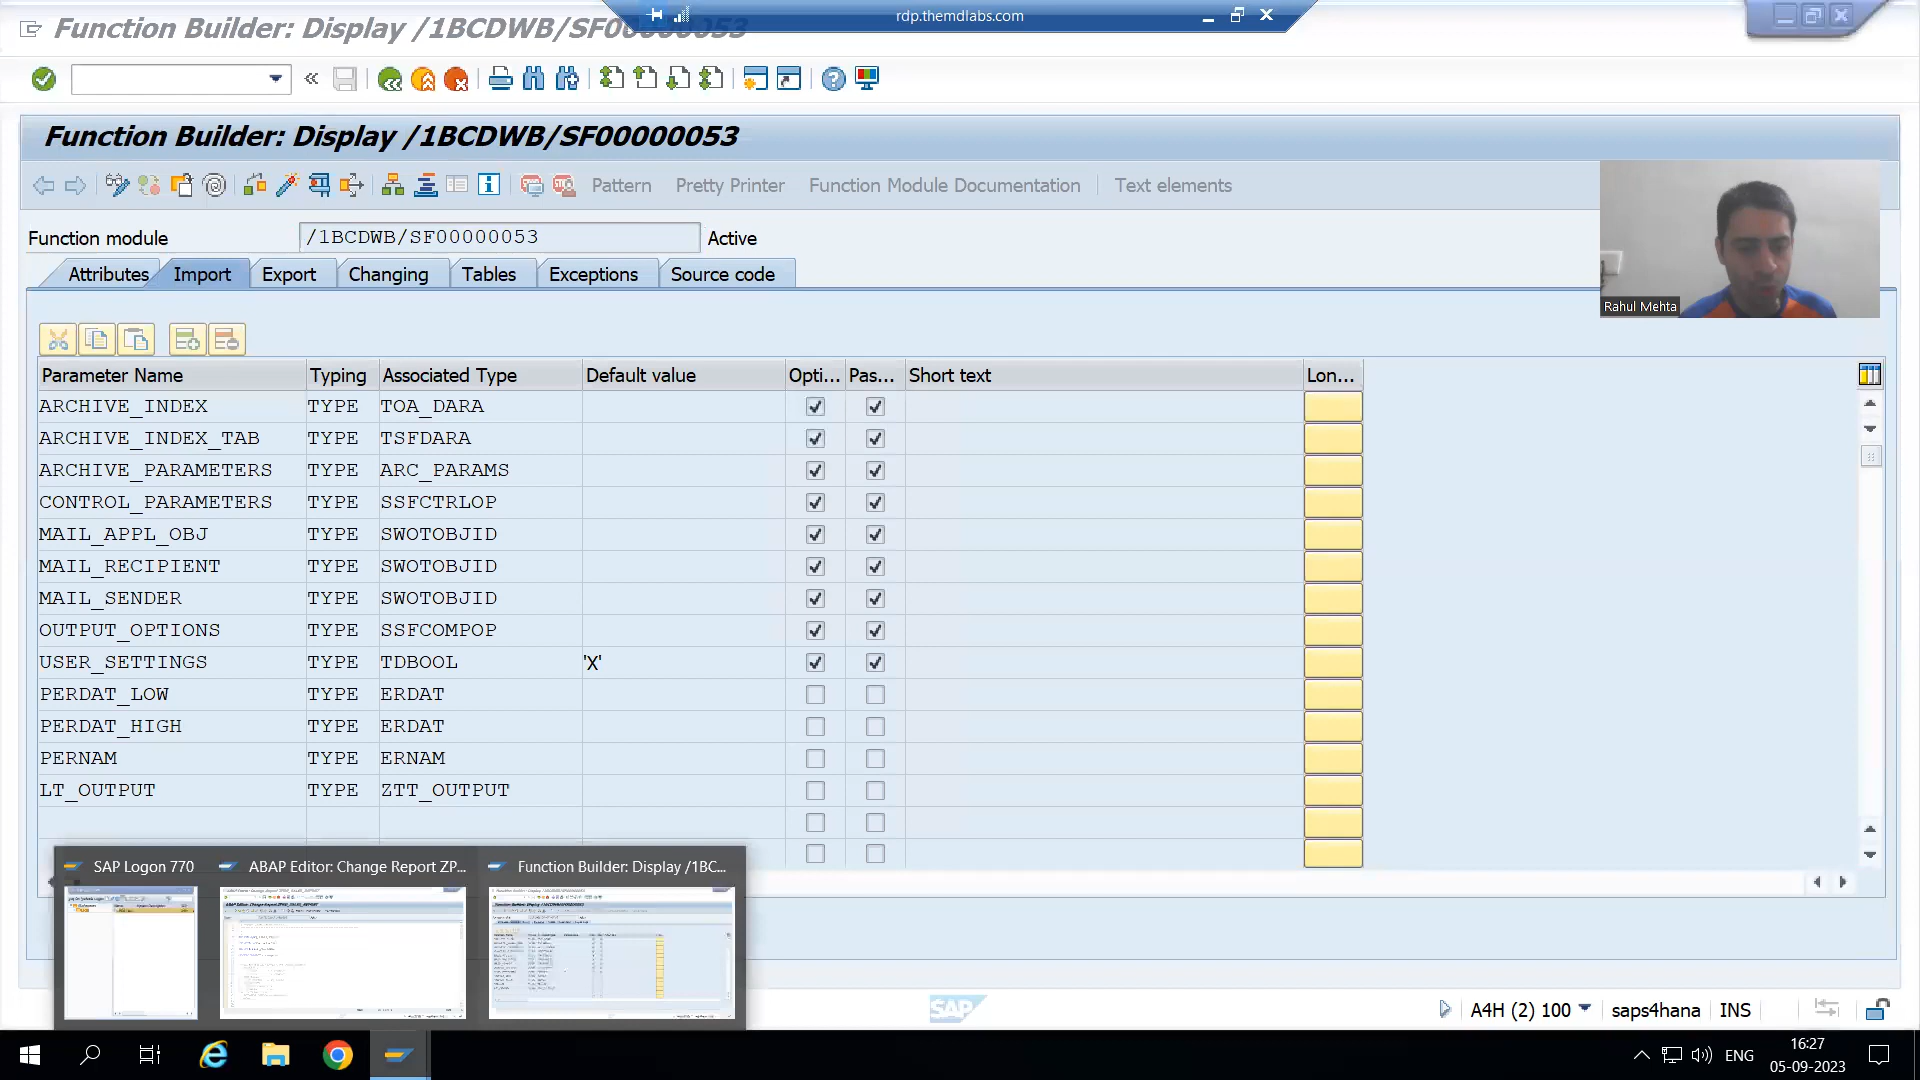 Function Builder: Display /1BCDWB/SF00000053
rdp.themdlabs.com
Function Builder: Display /1BCDWB/SF00000053
Pattern Pretty Printer Function Module Documentation Text elements
Function module /1BCDWB/SF00000053 Active
Attributes Import Export Changing Tables Exceptions Source code
Rahul Mehta
Parameter Name Typing Associated Type Default value Opti... Pas... Short text Lon...
ARCHIVE_INDEX TYPE TOA_DARA
ARCHIVE_INDEX_TAB TYPE TSFDARA
ARCHIVE_PARAMETERS TYPE ARC_PARAMS
CONTROL_PARAMETERS TYPE SSFCTRLOP
MAIL_APPL_OBJ TYPE SWOTOBJID
MAIL_RECIPIENT TYPE SWOTOBJID
MAIL_SENDER TYPE SWOTOBJID
OUTPUT_OPTIONS TYPE SSFCOMPOP
USER_SETTINGS TYPE TDBOOL 'X'
PERDAT_LOW TYPE ERDAT
PERDAT_HIGH TYPE ERDAT
PERNAM TYPE ERNAM
LT_OUTPUT TYPE ZTT_OUTPUT
SAP Logon 770 ABAP Editor: Change Report ZP... Function Builder: Display /1BC...
SAP
A4H (2) 100 saps4hana INS
ENG
16:27
05-09-2023